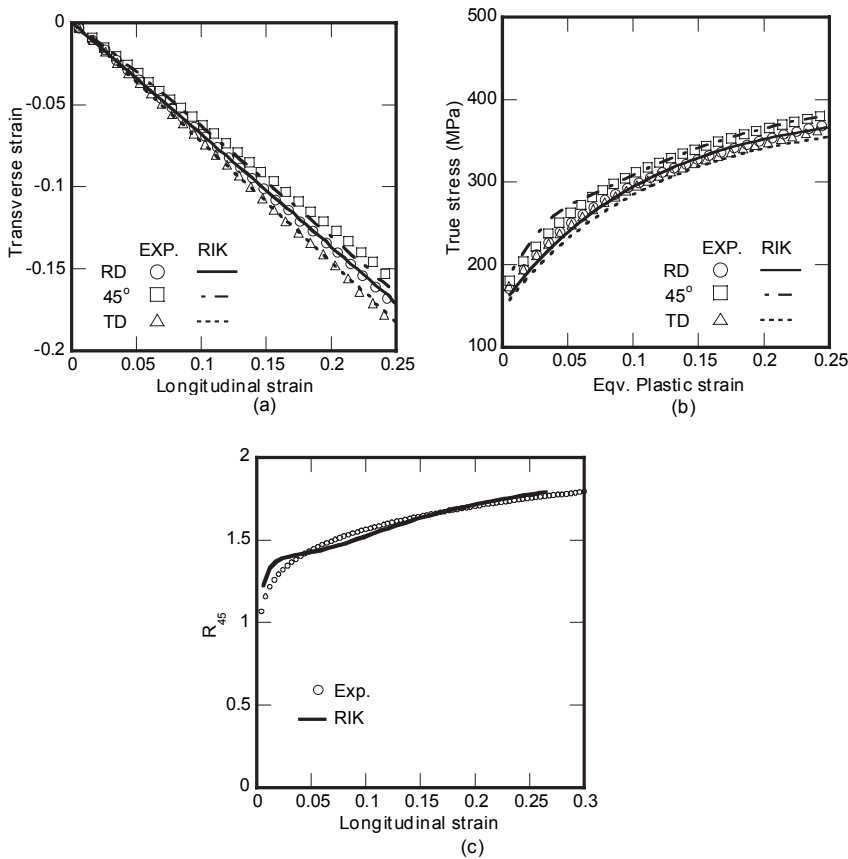 0
-0.05
-0.1
-0.15
-0.2
Transverse strain
EXP. RIK
RD
45°
TD
0 0.05 0.1 0.15 0.2 0.25
Longitudinal strain
(a)
500
400
300
200
100
True stress (MPa)
EXP. RIK
RD
45°
TD
0 0.05 0.1 0.15 0.2 0.25
Eqv. Plastic strain
(b)
2
1.5
1
0.5
0
R45
Exp.
RIK
0 0.05 0.1 0.15 0.2 0.25 0.3
Longitudinal strain
(c)